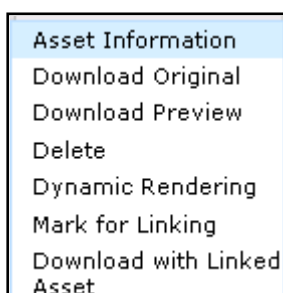 Asset Information
Download Original
Download Preview
Delete
Dynamic Rendering
Mark for Linking
Download with Linked
Asset